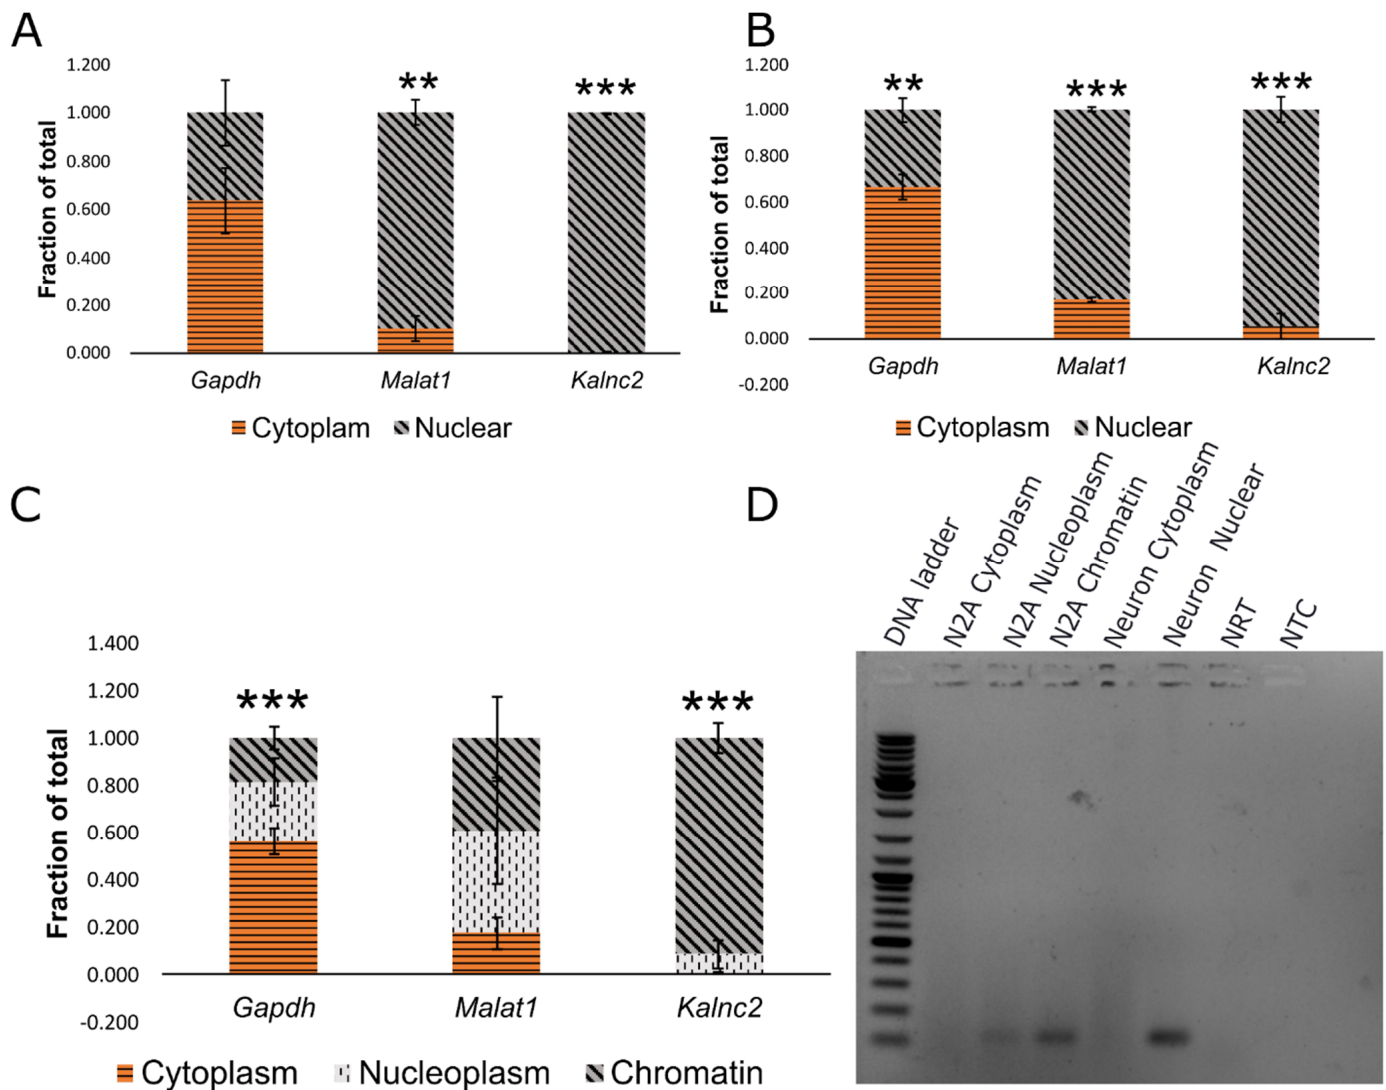 A
1.200
1.000
0.800
0.600
0.400
0.200
0.000
Fraction of total
** ***
Gapdh Malat1 Kalnc2
Cytoplam Nuclear
B
1.200
1.000
0.800
0.600
0.400
0.200
0.000
-0.200
Fraction of total
** *** ***
Gapdh Malat1 Kalnc2
Cytoplasm Nuclear
C
1.400
1.200
1.000
0.800
0.600
0.400
0.200
0.000
-0.200
Fraction of total
*** ***
Gapdh Malat1 Kalnc2
Cytoplasm Nucleoplasm Chromatin
D
DNA ladder
N2A Cytoplasm
N2A Nucleoplasm
N2A Chromatin
Neuron Cytoplasm
Neuron Nuclear
NRT
NTC